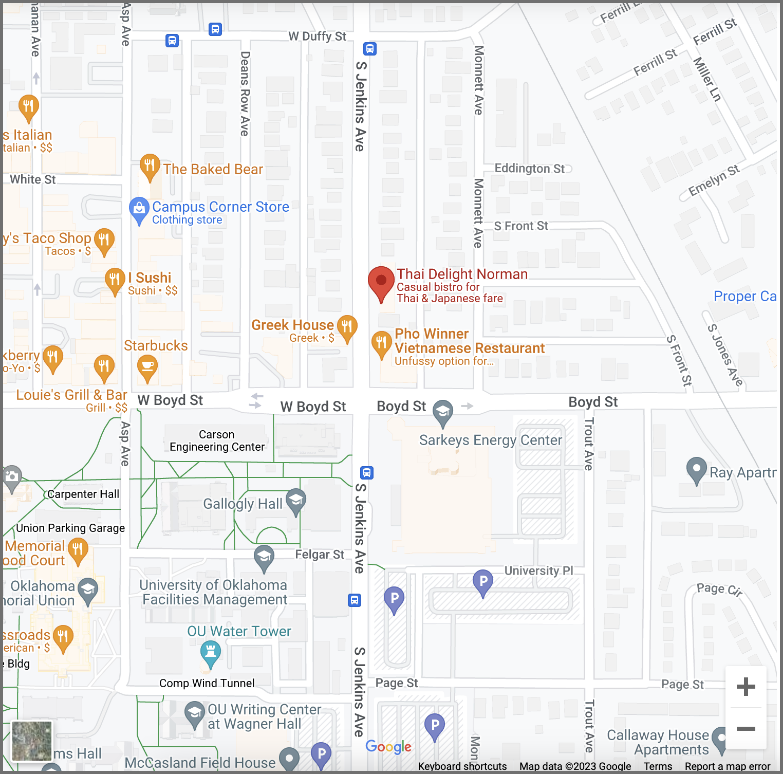 Ferrill L
Ferrill St
W Duffy St
Asp Ave
hanan Ave
Deans Row Ave
S Jenkins Ave
Monnett Ave
Ferrill St
Miller Ln
s Italian
talian • $$
White St
The Baked Bear
Eddington St
Emelyn St
Campus Corner Store
Clothing store
Monnett Ave
S Front St
y's Taco Shop
Tacos • $
I Sushi
Sushi • $$
Thai Delight Norman
Casual bistro for
Thai & Japanese fare
Proper Ca
Greek House
Greek • $
Pho Winner
Vietnamese Restaurant
Unfussy option for...
S Front St
S Jones Ave
Starbucks
kberry
o-Yo • $
Louie's Grill & Bar
Grill • $$
W Boyd St
W Boyd St
Boyd St
Boyd St
Asp Ave
Carson
Engineering Center
Sarkeys Energy Center
Trout Ave
Ray Apartr
Carpenter Hall
Gallogly Hall
S Jenkins Ave
Union Parking Garage
Memorial
ood Court
Felgar St
University Pl
P
P
Oklahoma
morial Union
University of Oklahoma
Facilities Management
Page Cir
OU Water Tower
ssroads
erican • $
e Bldg
Comp Wind Tunnel
S Jenkins Ave
Page St
Page St
OU Writing Center
at Wagner Hall
P
Trout Ave
Callaway House
Apartments
ms Hall
McCasland Field House
P
Google
Mon
Keyboard shortcuts
Map data ©2023 Google
Terms
Report a map error